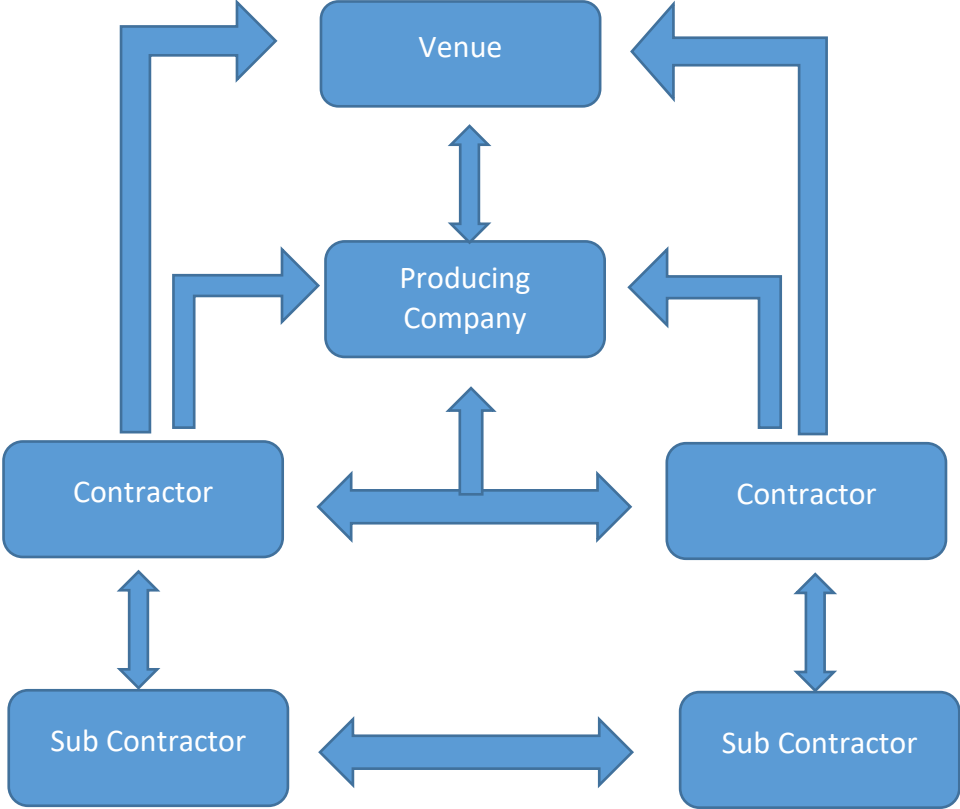 Venue
Producing
Company
Contractor
Contractor
Sub Contractor
Sub Contractor